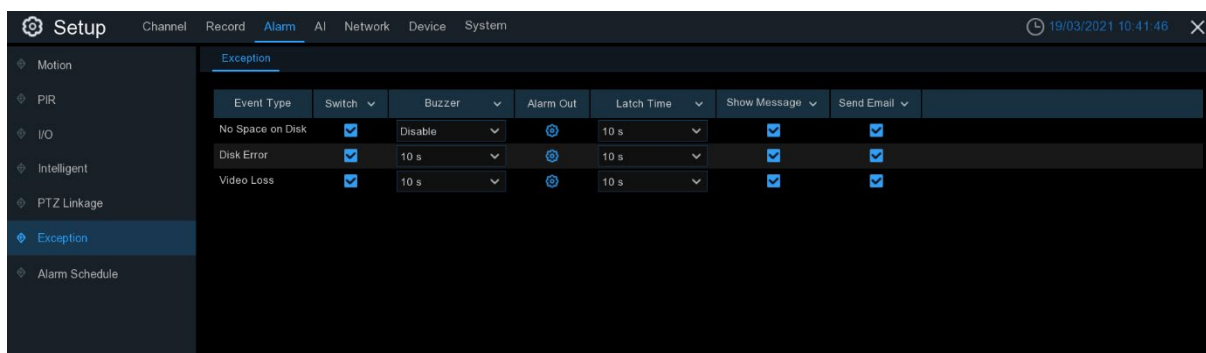 Setup Channel Record Alarm AI Network Device System 19/03/2021 10:41:46
Motion
PIR
I/O
Intelligent
PTZ Linkage
Exception
Alarm Schedule
Exception
Event Type Switch Buzzer Alarm Out Latch Time Show Message Send Email
No Space on Disk Disable 10 s
Disk Error 10 s 10 s
Video Loss 10 s 10 s